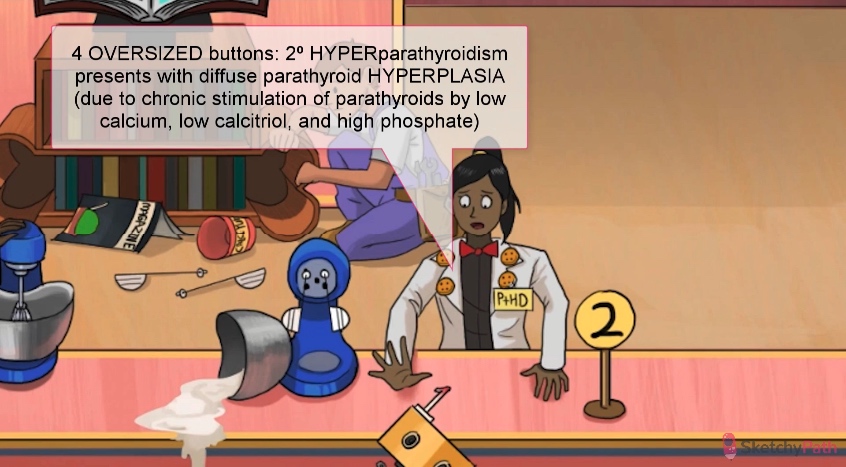 4 OVERSIZED buttons: 2º HYPERparathyroidism
presents with diffuse parathyroid HYPERPLASIA
(due to chronic stimulation of parathyroids by low
calcium, low calcitriol, and high phosphate)
PtHD
2
SketchyPath